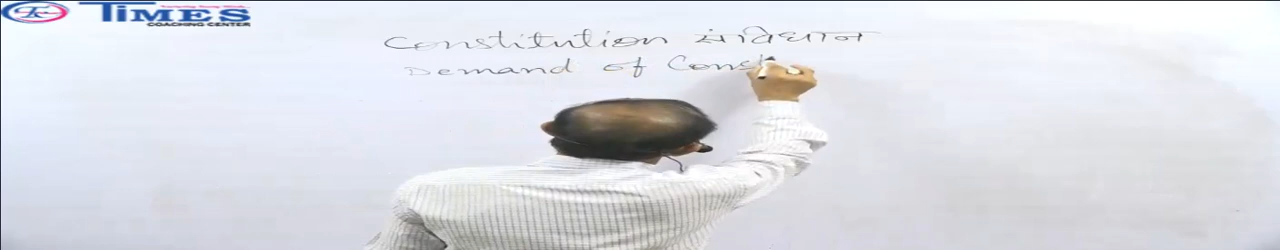 TIMES
COACHING CENTER
Constitution संविधान
Demand of Const